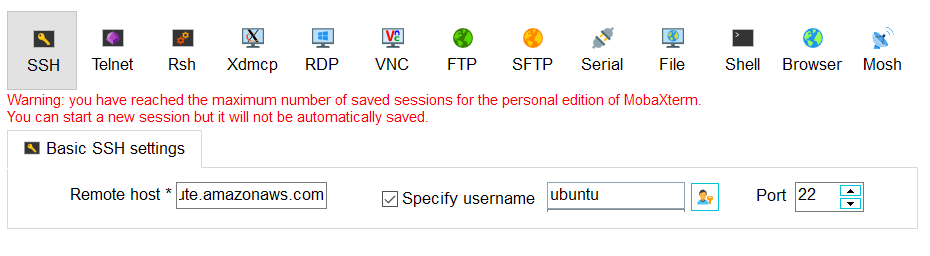 SSH Telnet Rsh Xdmcp RDP VNC FTP SFTP Serial File Shell Browser Mosh
Warning: you have reached the maximum number of saved sessions for the personal edition of MobaXterm.
You can start a new session but it will not be automatically saved.
Basic SSH settings
Remote host * ute.amazonaws.com Specify username ubuntu Port 22